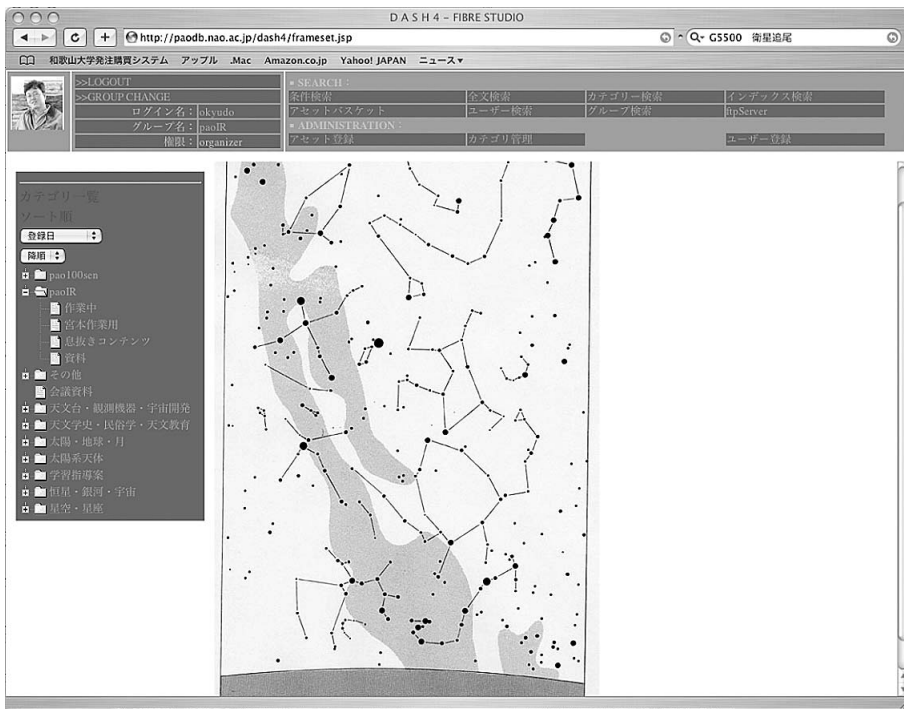 DASH4 – FIBRE STUDIO
http://paodb.nao.ac.jp/dash4/frameset.jsp
G5500 衛星追尾
和歌山大学発注購買システム アップル .Mac Amazon.co.jp Yahoo! JAPAN ニュース▼
>>LOGOUT
>>GROUP CHANGE
ログイン名： okyudo
グループ名： paoIR
権限： organizer
SEARCH：
条件検索 全文検索 カテゴリー検索 インデックス検索
アセットバスケット ユーザー検索 グループ検索 ftpServer
ADMINISTRATION：
アセット登録 カテゴリ管理 ユーザー登録
カテゴリ一覧
ソート順
登録日
降順
pao100sen
paoIR
作業中
宮本作業用
息抜きコンテンツ
資料
その他
会議資料
天文台・観測機器・宇宙開発
天文学史・民俗学・天文教育
太陽・地球・月
太陽系天体
学習指導案
恒星・銀河・宇宙
星空・星座